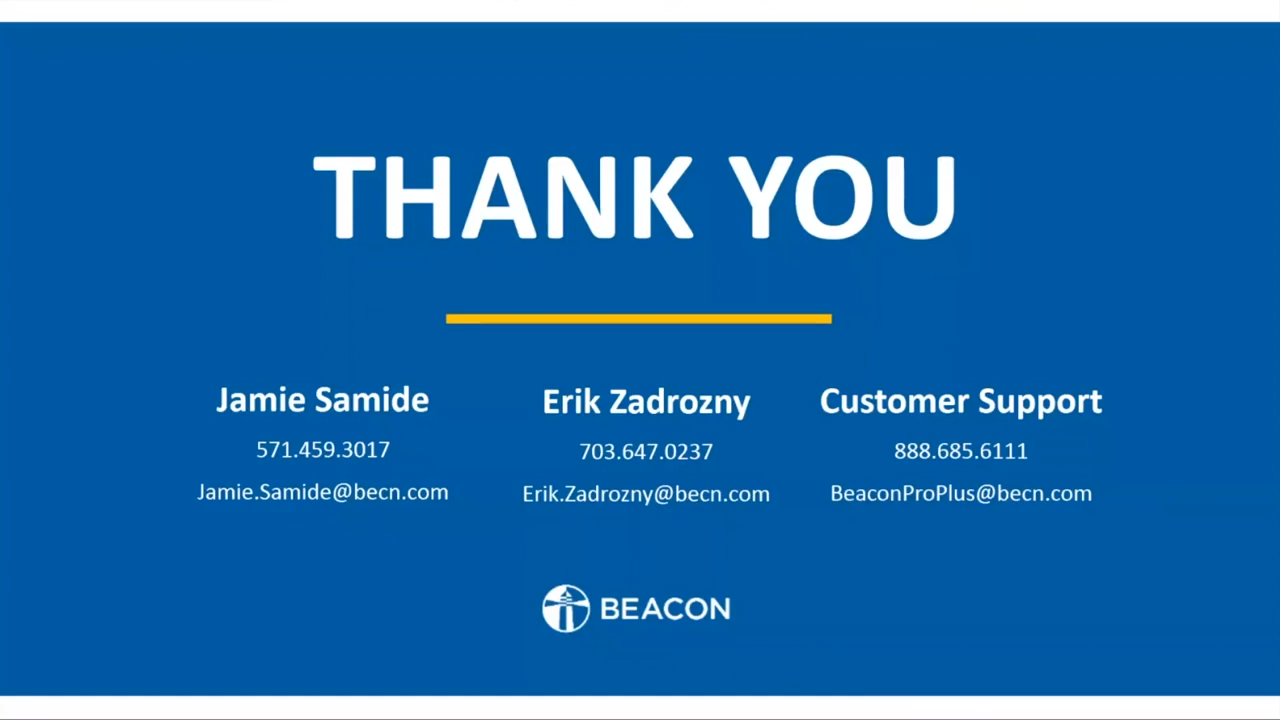 THANK YOU
Jamie Samide
571.459.3017
Jamie.Samide@becn.com
Erik Zadrozny
703.647.0237
Erik.Zadrozny@becn.com
Customer Support
888.685.6111
BeaconProPlus@becn.com
BEACON